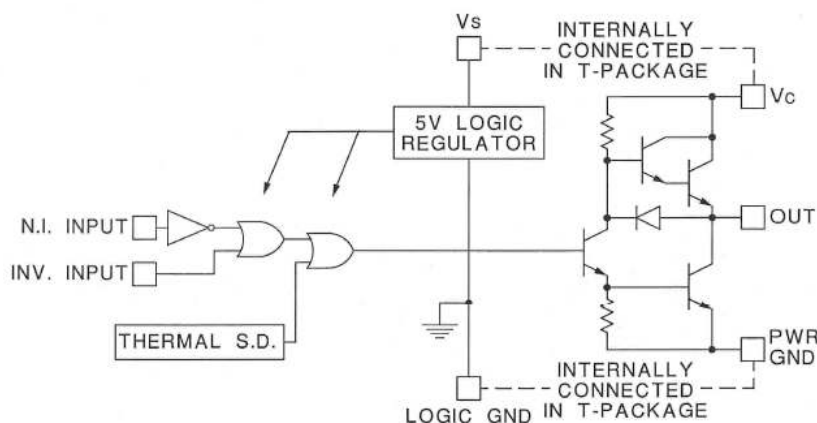 Vs
INTERNALLY
CONNECTED
IN T-PACKAGE
Vc
5V LOGIC
REGULATOR
N.I. INPUT
OUT
INV. INPUT
THERMAL S.D.
PWR
GND
INTERNALLY
CONNECTED
IN T-PACKAGE
LOGIC GND